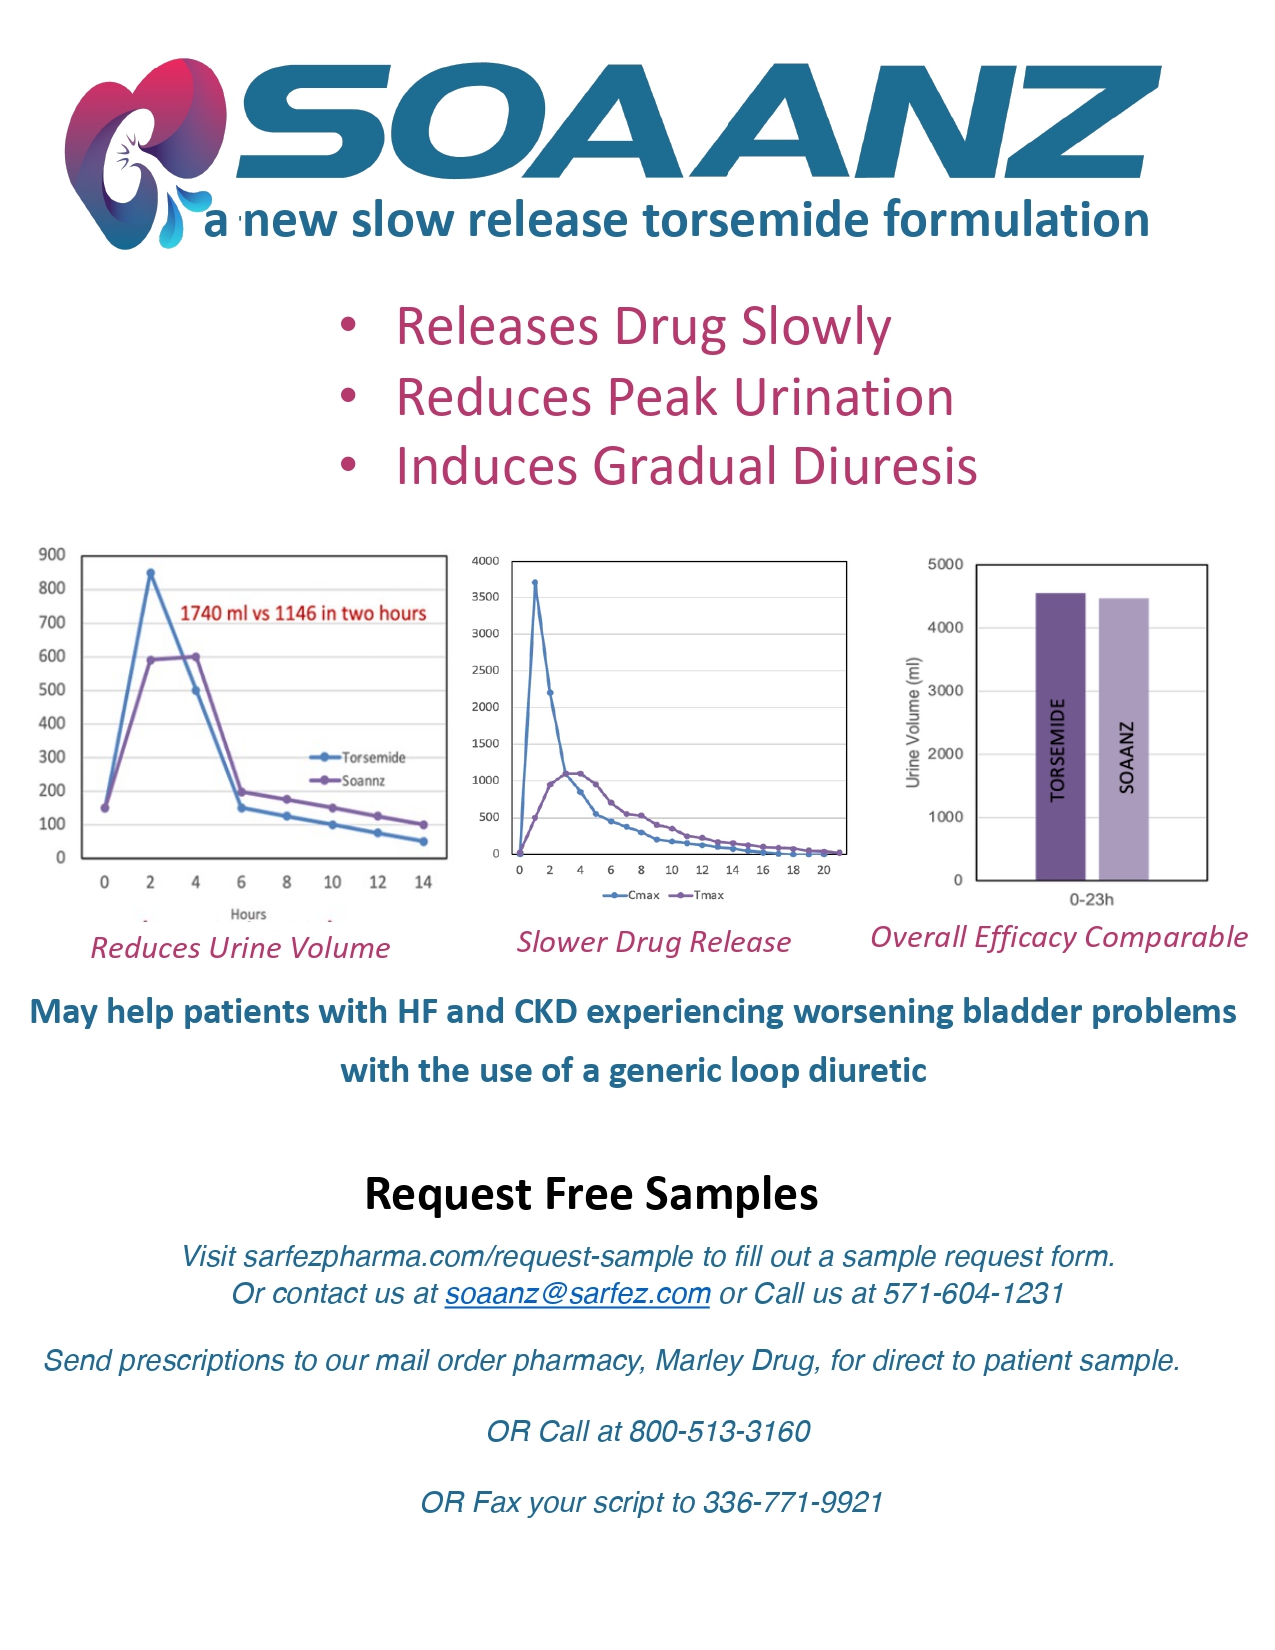 SOAANZ
a new slow release torsemide formulation
• Releases Drug Slowly
• Reduces Peak Urination
• Induces Gradual Diuresis
900
800
700
600
500
400
300
200
100
0
1740 ml vs 1146 in two hours
Torsemide
Soannz
0 2 4 6 8 10 12 14
Hours
Reduces Urine Volume
4000
3500
3000
2500
2000
1500
1000
500
0
0 2 4 6 8 10 12 14 16 18 20
Cmax Tmax
Slower Drug Release
Urine Volume (ml)
5000
4000
3000
2000
1000
0
TORSEMIDE
SOAANZ
0-23h
Overall Efficacy Comparable
May help patients with HF and CKD experiencing worsening bladder problems
with the use of a generic loop diuretic
Request Free Samples
Visit sarfezpharma.com/request-sample to fill out a sample request form.
Or contact us at soaanz@sarfez.com or Call us at 571-604-1231
Send prescriptions to our mail order pharmacy, Marley Drug, for direct to patient sample.
OR Call at 800-513-3160
OR Fax your script to 336-771-9921